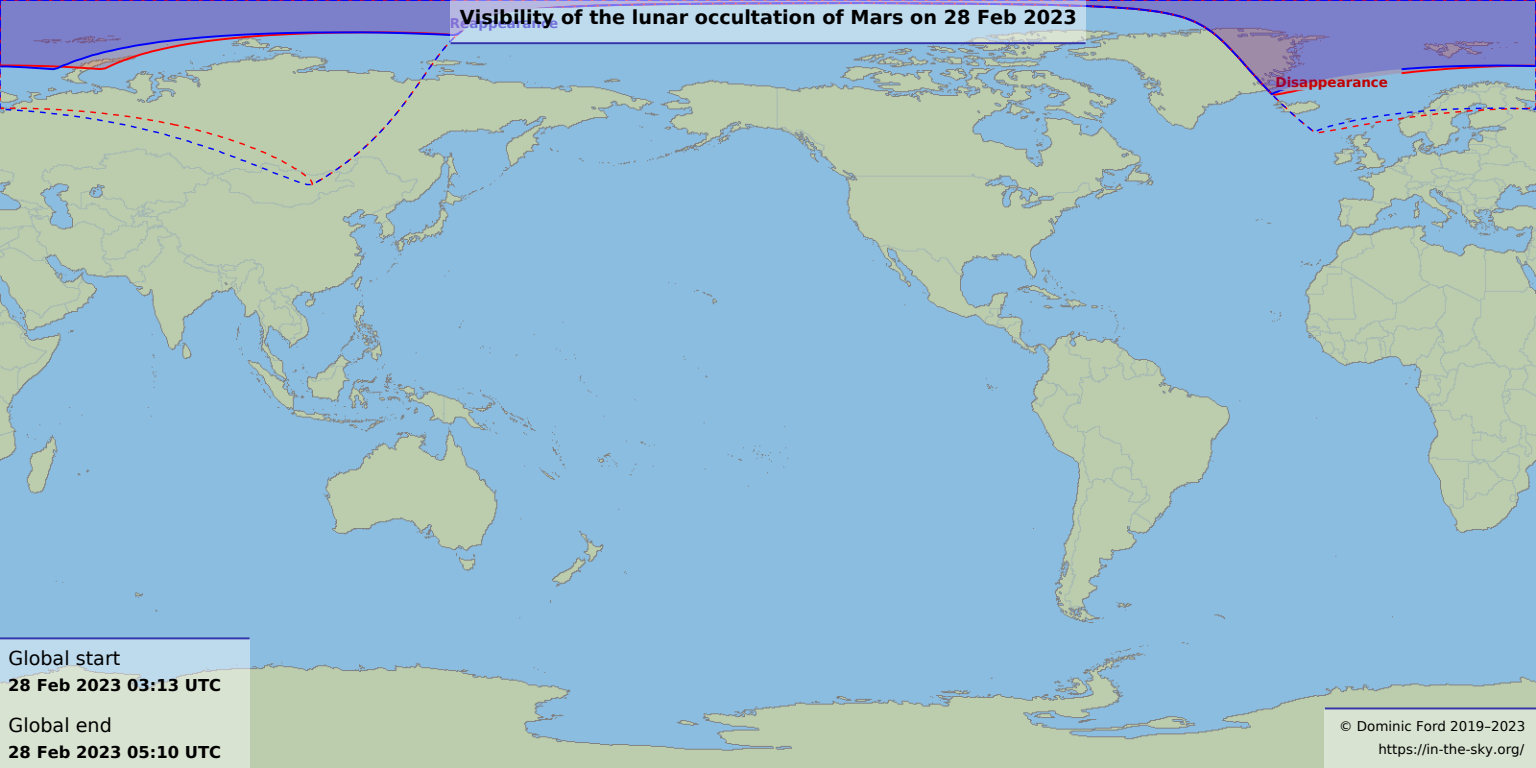 Visibility of the lunar occultation of Mars on 28 Feb 2023
Reappearance
Disappearance
Global start
28 Feb 2023 03:13 UTC
Global end
28 Feb 2023 05:10 UTC
© Dominic Ford 2019–2023
https://in-the-sky.org/